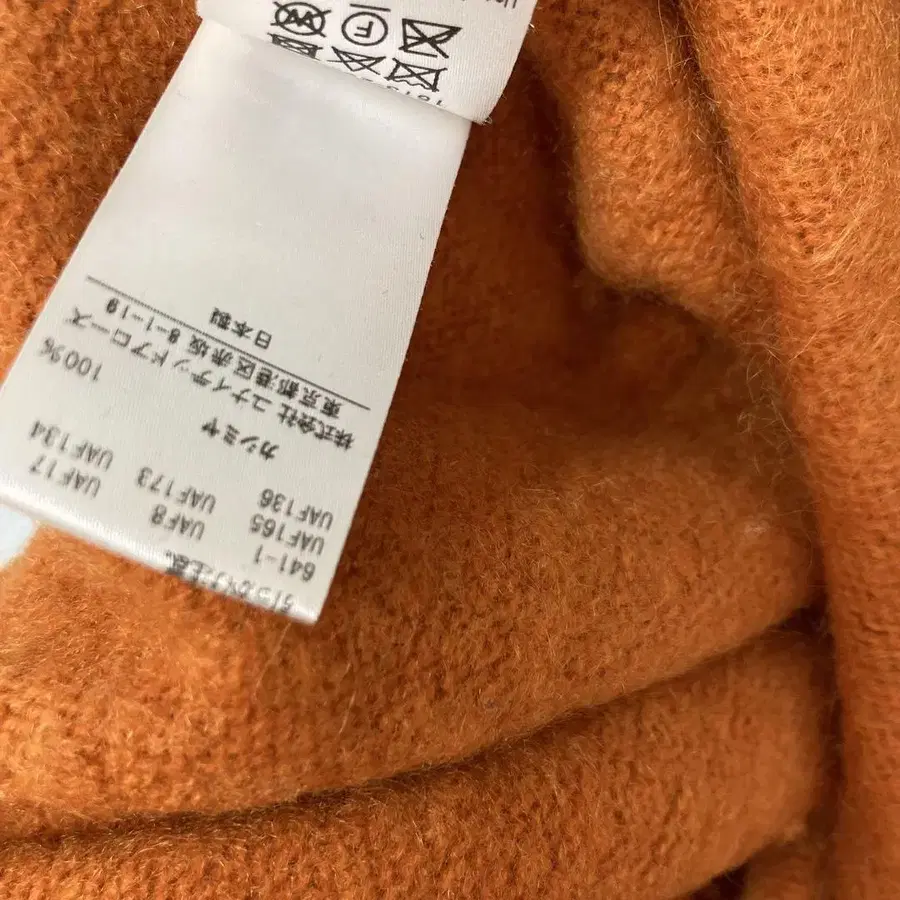 641-1 UAF8 UAF17
UAF165 UAF173 UAF134
UAF136
カシミヤ 100%
株式会社 ユナイテッドアローズ
東京都港区赤坂 8-1-19
日本製